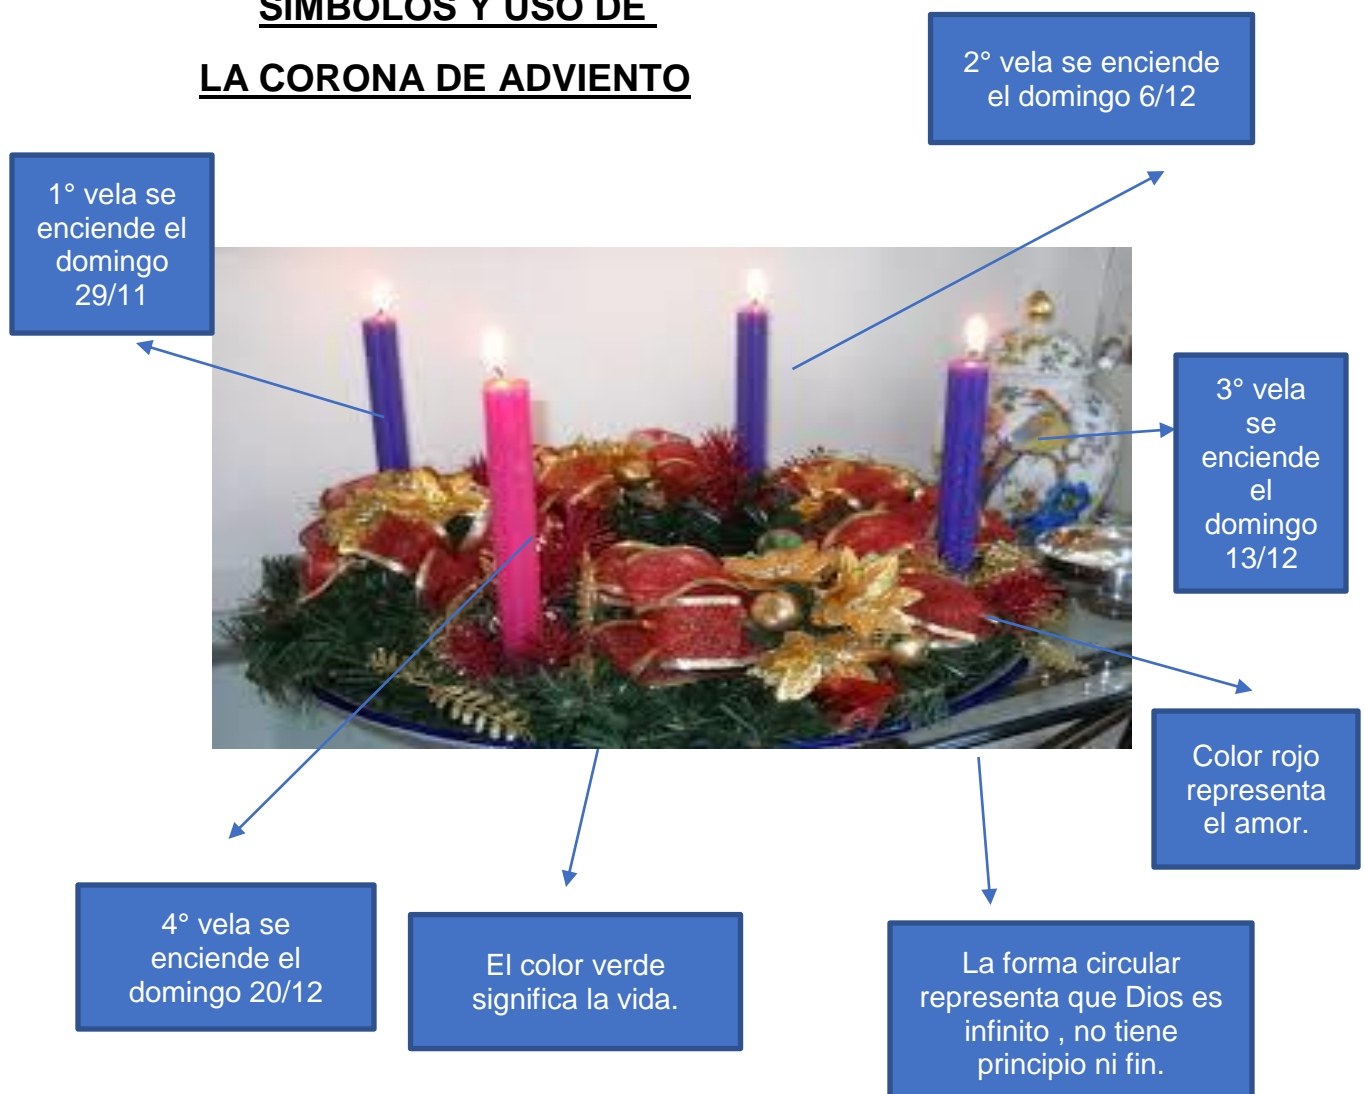 SIMBOLOS Y USO DE
LA CORONA DE ADVIENTO
2° vela se enciende
el domingo 6/12
1° vela se
enciende el
domingo
29/11
3° vela
se
enciende
el
domingo
13/12
Color rojo
representa
el amor.
4° vela se
enciende el
domingo 20/12
El color verde
significa la vida.
La forma circular
representa que Dios es
infinito , no tiene
principio ni fin.